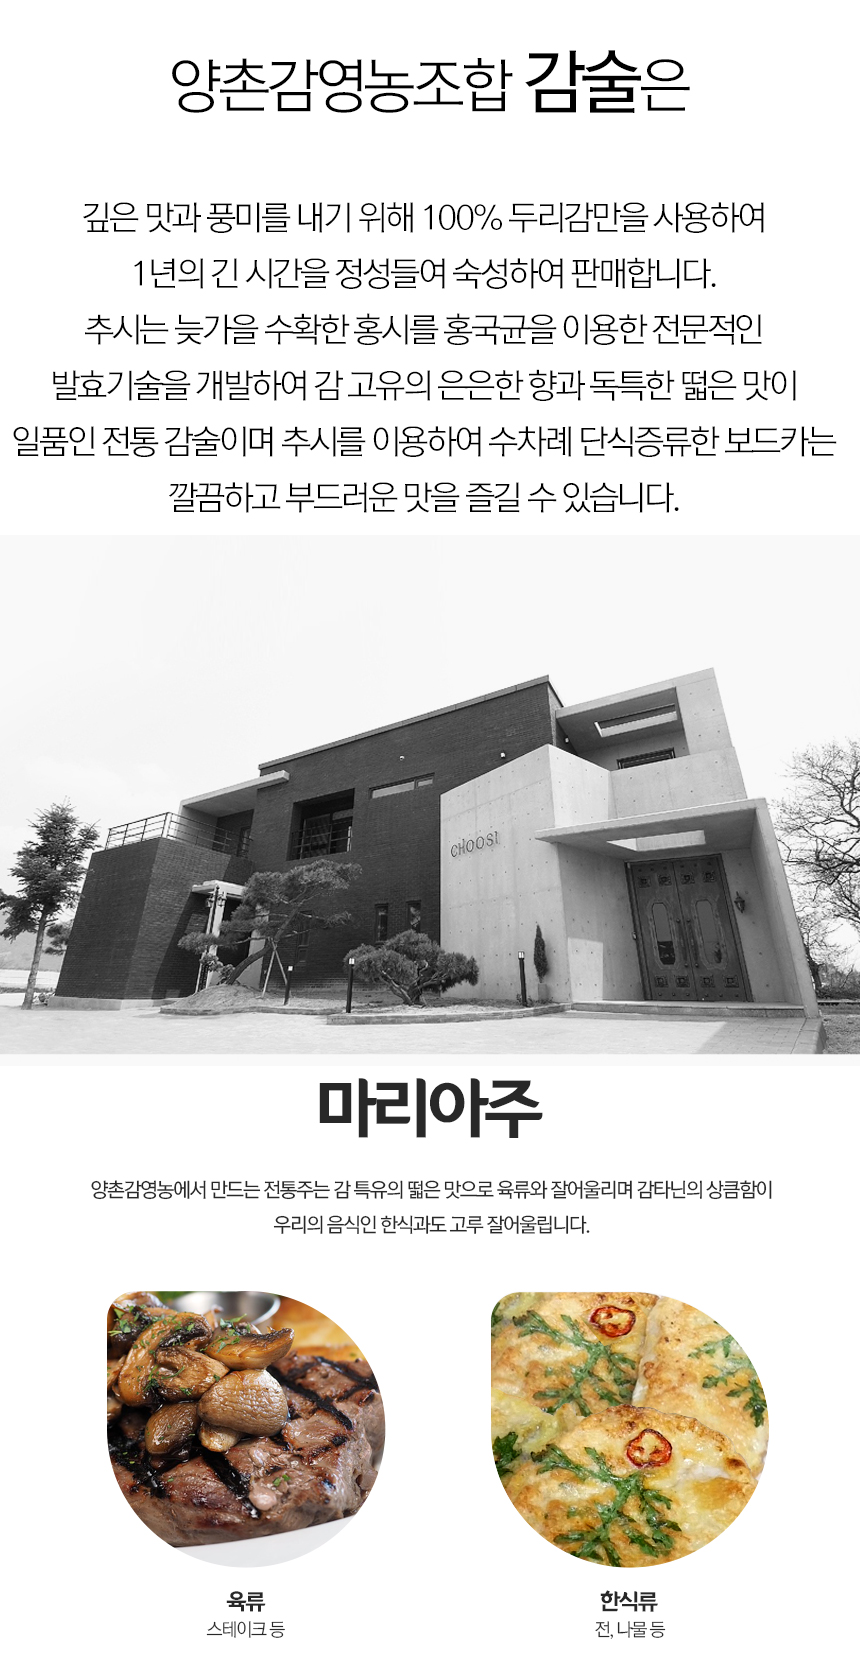 양촌감영농조합 감술은
깊은 맛과 풍미를 내기 위해 100% 두리감만을 사용하여
1년의 긴 시간을 정성들여 숙성하여 판매합니다.
추시는 늦가을 수확한 홍시를 홍국균을 이용한 전문적인
발효기술을 개발하여 감 고유의 은은한 향과 독특한 떫은 맛이
일품인 전통 감술이며 추시를 이용하여 수차례 단식증류한 보드카는
깔끔하고 부드러운 맛을 즐길 수 있습니다.
CHOOSI
마리아주
양촌감영농에서 만드는 전통주는 감 특유의 떫은 맛으로 육류와 잘어울리며 감타닌의 상큼함이
우리의 음식인 한식과도 고루 잘어울립니다.
육류
스테이크 등
한식류
전, 나물 등